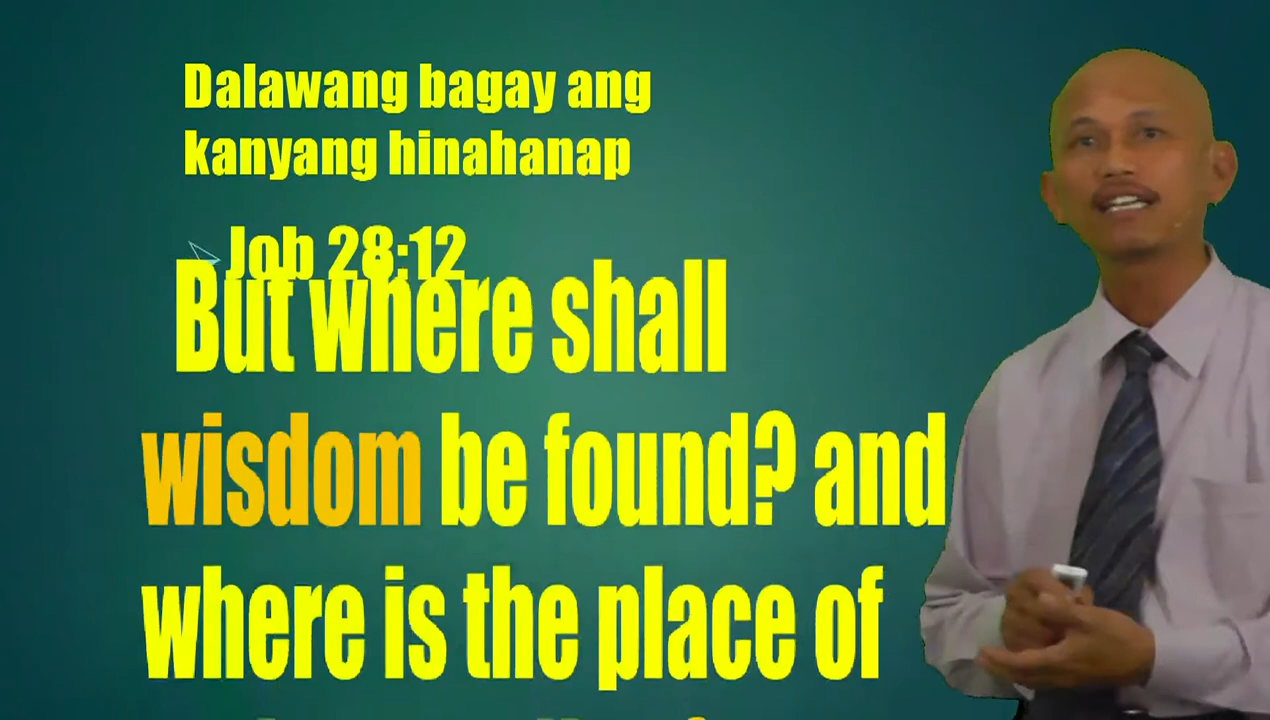 Dalawang bagay ang
kanyang hinahanap
Job 28:12
But where shall
wisdom be found? and
where is the place of